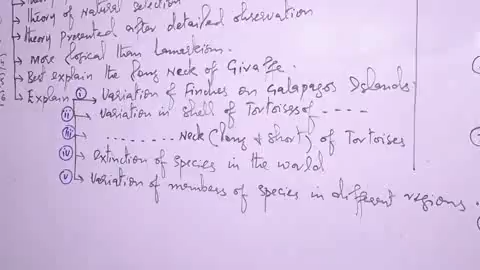 Theory of Natural selection
Theory presented after detailed observation
More logical than Lamarkism.
Best explain the long Neck of Giraffe.
Explain (i) Variation of Finches on Galapagos Islands
(ii) Variation in shell of Tortoises of -----
(iii) ......... Neck (long & short) of Tortoises
(iv) extinction of species in the world
(v) Variation of members of species in different regions.